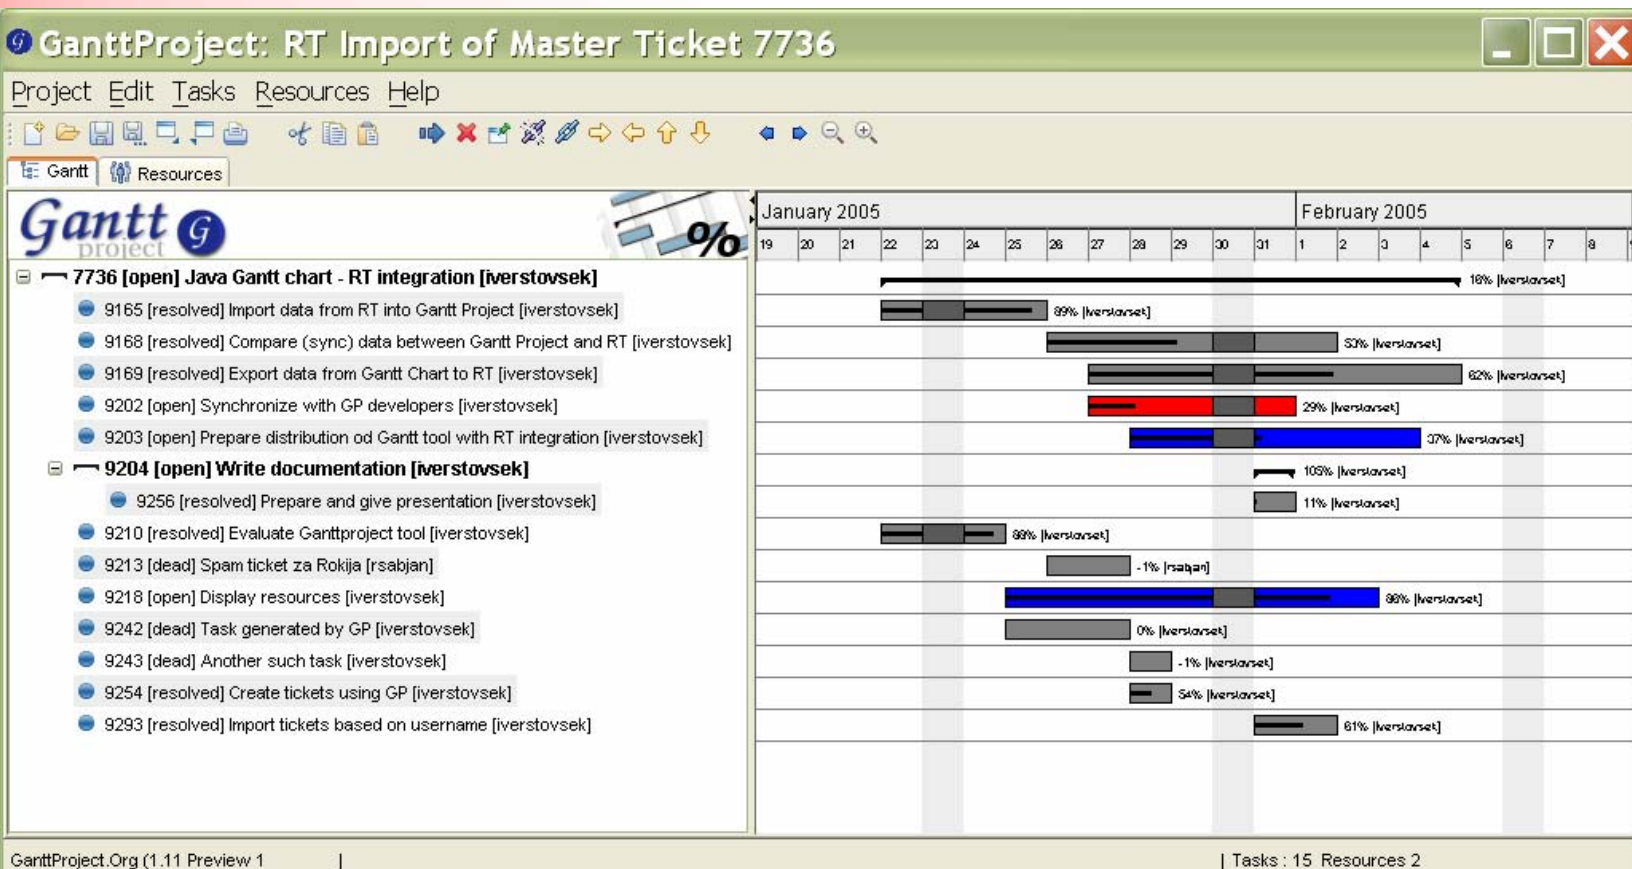 GanttProject: RT Import of Master Ticket 7736
Project Edit Tasks Resources Help
Gantt Resources
Gantt G
project
%
January 2005 February 2005
19 20 21 22 23 24 25 26 27 28 29 30 31 1 2 3 4 5 6 7 8
7736 [open] Java Gantt chart - RT integration [iverstovsek] 16% [iverstovsek]
9165 [resolved] Import data from RT into Gantt Project [iverstovsek] 89% [iverstovsek]
9168 [resolved] Compare (sync) data between Gantt Project and RT [iverstovsek] 53% [iverstovsek]
9169 [resolved] Export data from Gantt Chart to RT [iverstovsek] 62% [iverstovsek]
9202 [open] Synchronize with GP developers [iverstovsek] 29% [iverstovsek]
9203 [open] Prepare distribution od Gantt tool with RT integration [iverstovsek] 37% [iverstovsek]
9204 [open] Write documentation [iverstovsek] 105% [iverstovsek]
9256 [resolved] Prepare and give presentation [iverstovsek] 11% [iverstovsek]
9210 [resolved] Evaluate Ganttproject tool [iverstovsek] [iverstovsek]
9213 [dead] Spam ticket za Rokija [rsabjan] -1% [rsabjan]
9218 [open] Display resources [iverstovsek] [iverstovsek]
9242 [dead] Task generated by GP [iverstovsek] 0% [iverstovsek]
9243 [dead] Another such task [iverstovsek] -1% [iverstovsek]
9254 [resolved] Create tickets using GP [iverstovsek] 54% [iverstovsek]
9293 [resolved] Import tickets based on username [iverstovsek] 61% [iverstovsek]
GanttProject.Org (1.11 Preview 1 | | Tasks : 15 Resources 2